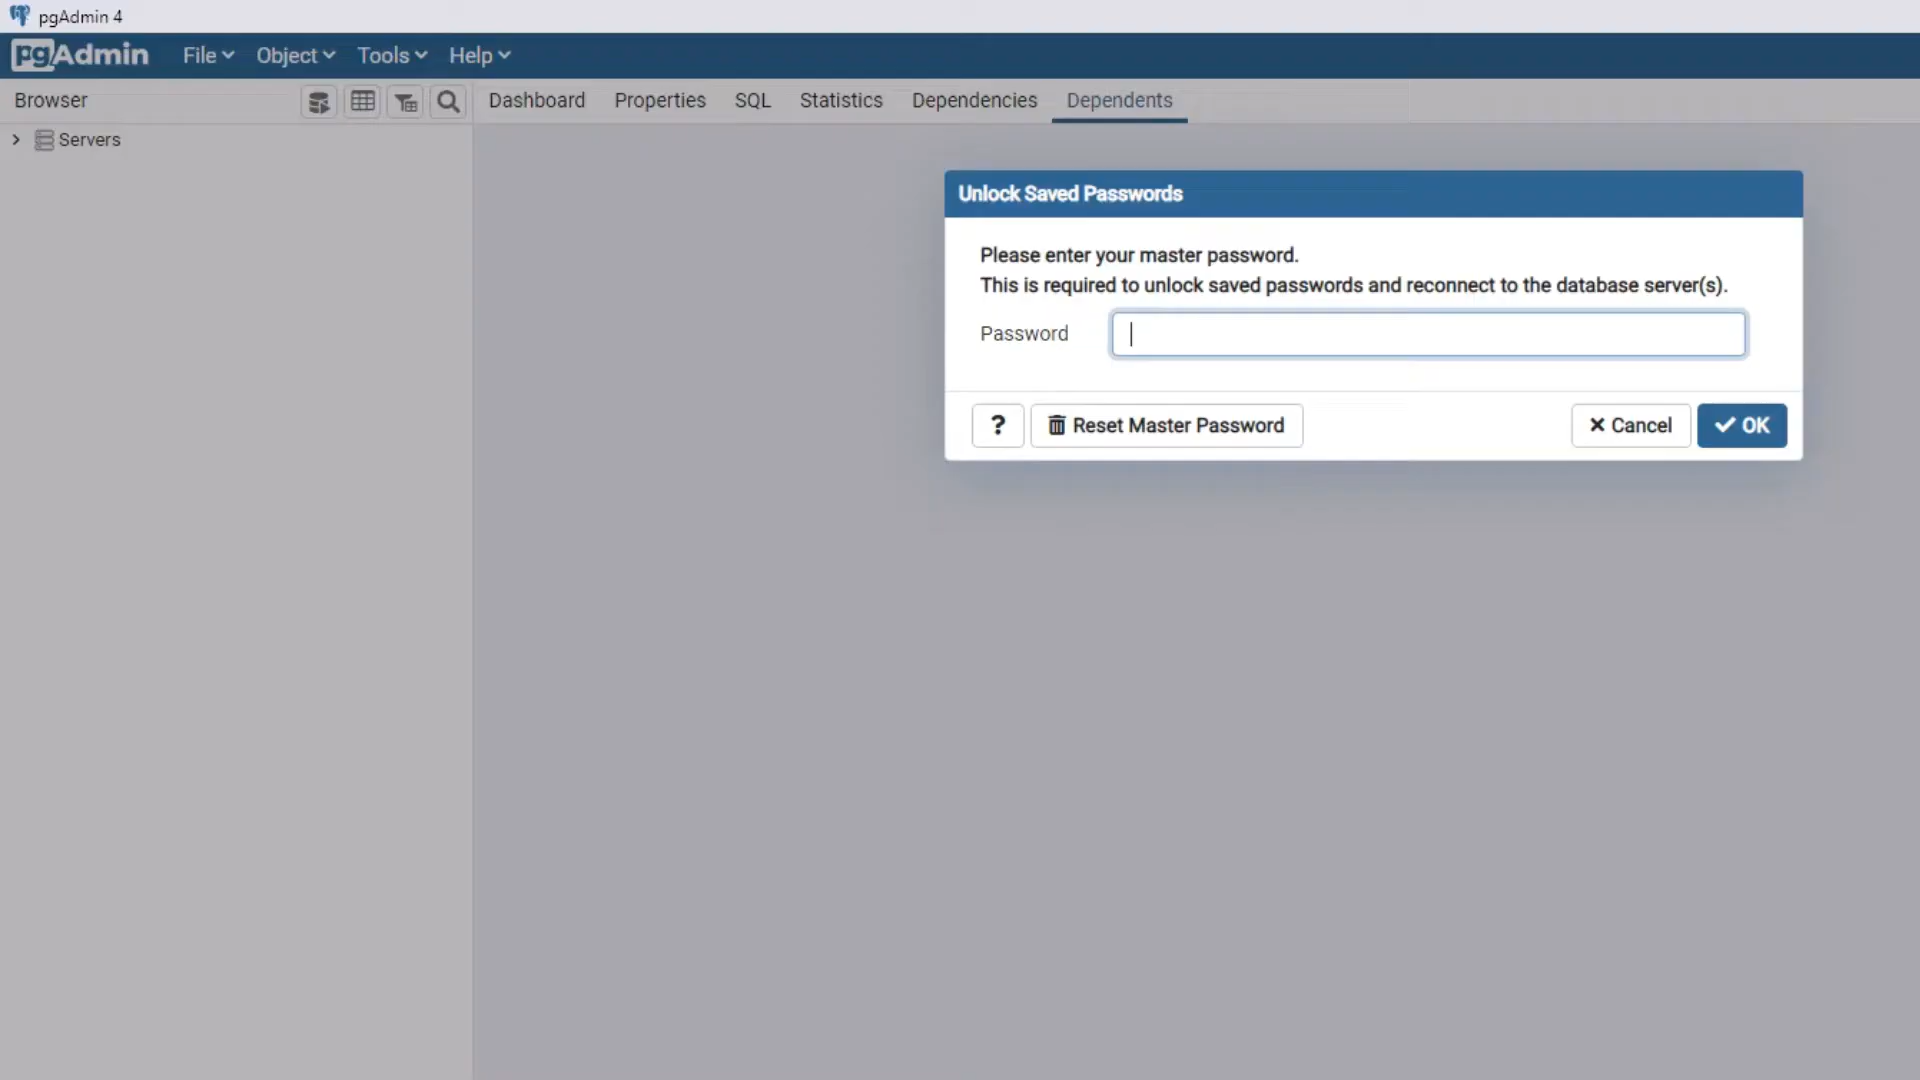 pgAdmin 4
pgAdmin File Object Tools Help
Browser Dashboard Properties SQL Statistics Dependencies Dependents
Servers
Unlock Saved Passwords
Please enter your master password.
This is required to unlock saved passwords and reconnect to the database server(s).
Password
? Reset Master Password Cancel OK